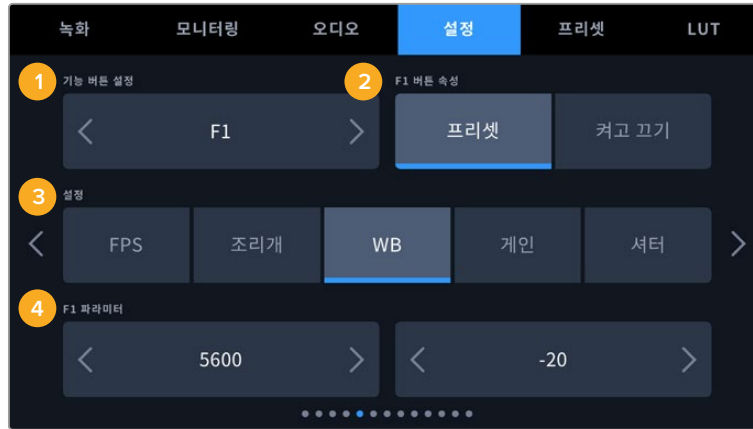 녹화 모니터링 오디오 설정 프리셋 LUT
1 기능 버튼 설정 2 F1 버튼 속성
F1 프리셋 켜고 끄기
3 설정
FPS 조리개 WB 게인 셔터
4 F1 파라미터
5600 -20